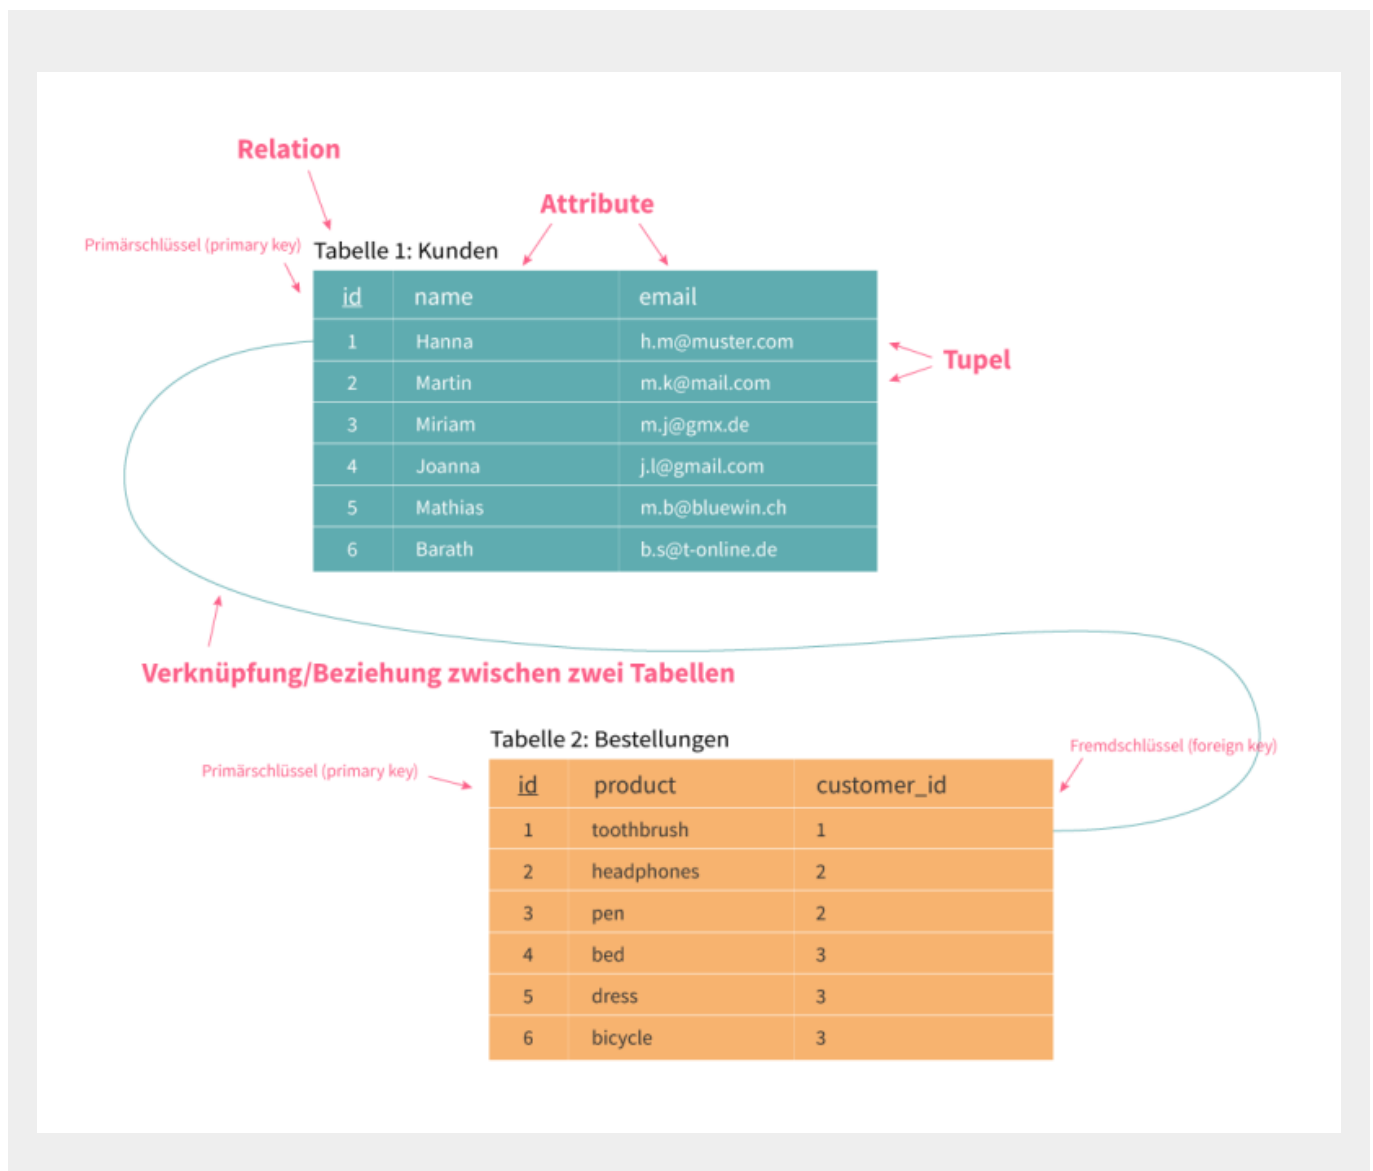 Relation
Attribute
Primärschlüssel (primary key)
Tabelle 1: Kunden
id name email
1 Hanna h.m@muster.com
2 Martin m.k@mail.com
Tupel
3 Miriam m.j@gmx.de
4 Joanna j.l@gmail.com
5 Mathias m.b@bluewin.ch
6 Barath b.s@t-online.de
Verknüpfung/Beziehung zwischen zwei Tabellen
Tabelle 2: Bestellungen
Fremdschlüssel (foreign key)
Primärschlüssel (primary key)
id product customer_id
1 toothbrush 1
2 headphones 2
3 pen 2
4 bed 3
5 dress 3
6 bicycle 3